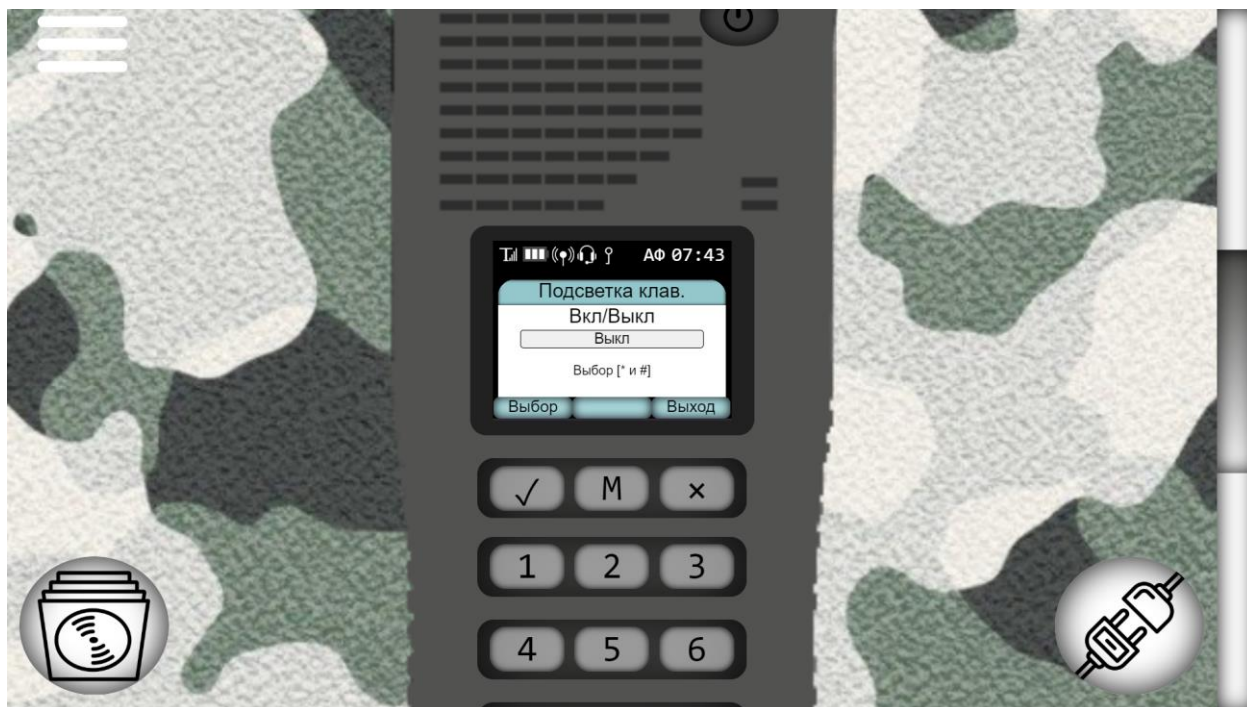 АФ 07:43
Подсветка клав.
Вкл/Выкл
Выкл
Выбор [* и #]
Выбор Выход
✓ M ×
1 2 3
4 5 6